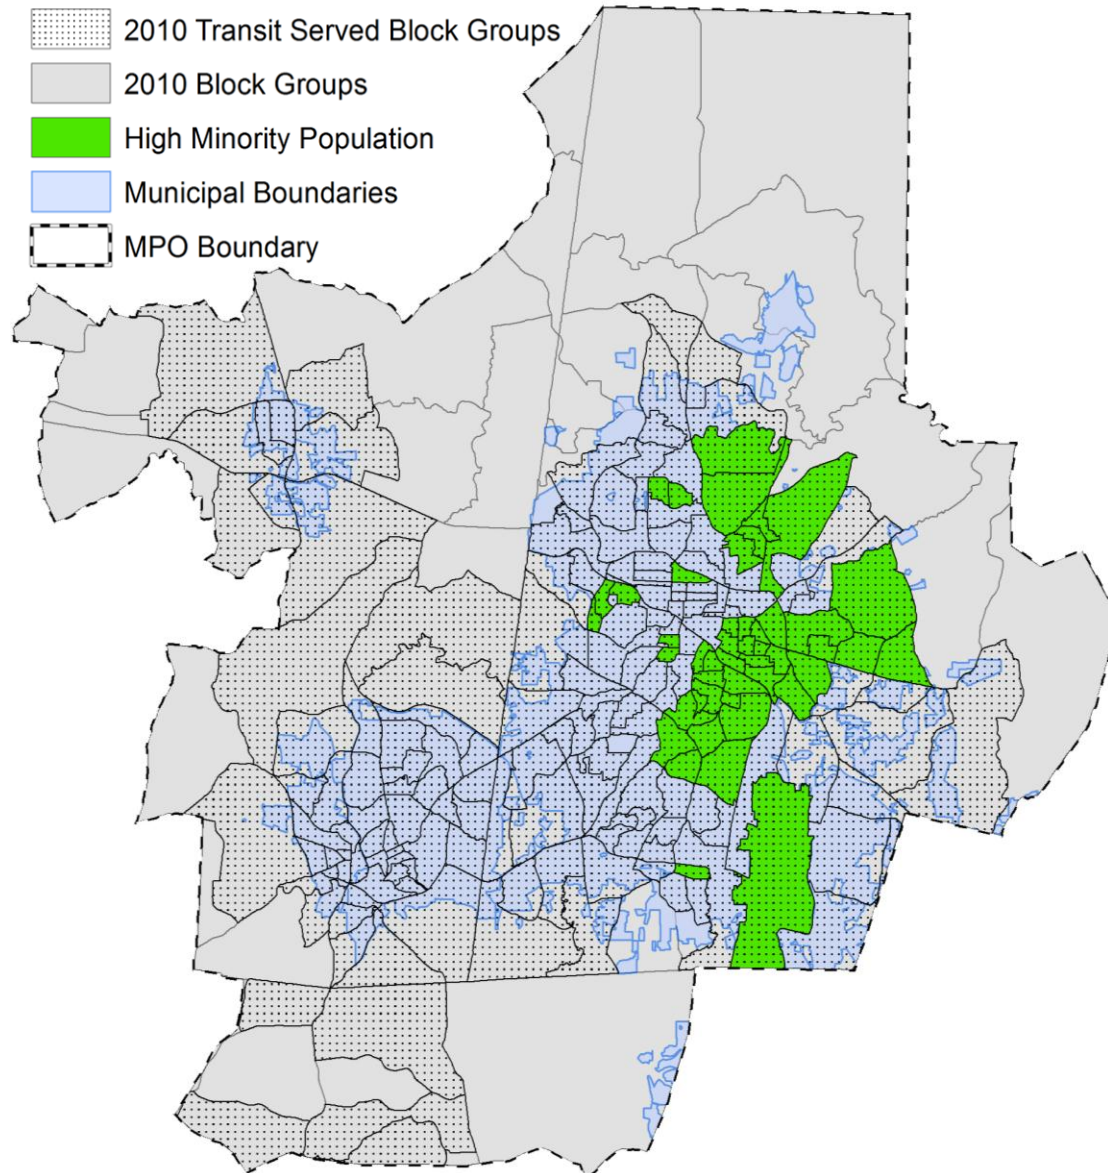 2010 Transit Served Block Groups
2010 Block Groups
High Minority Population
Municipal Boundaries
MPO Boundary